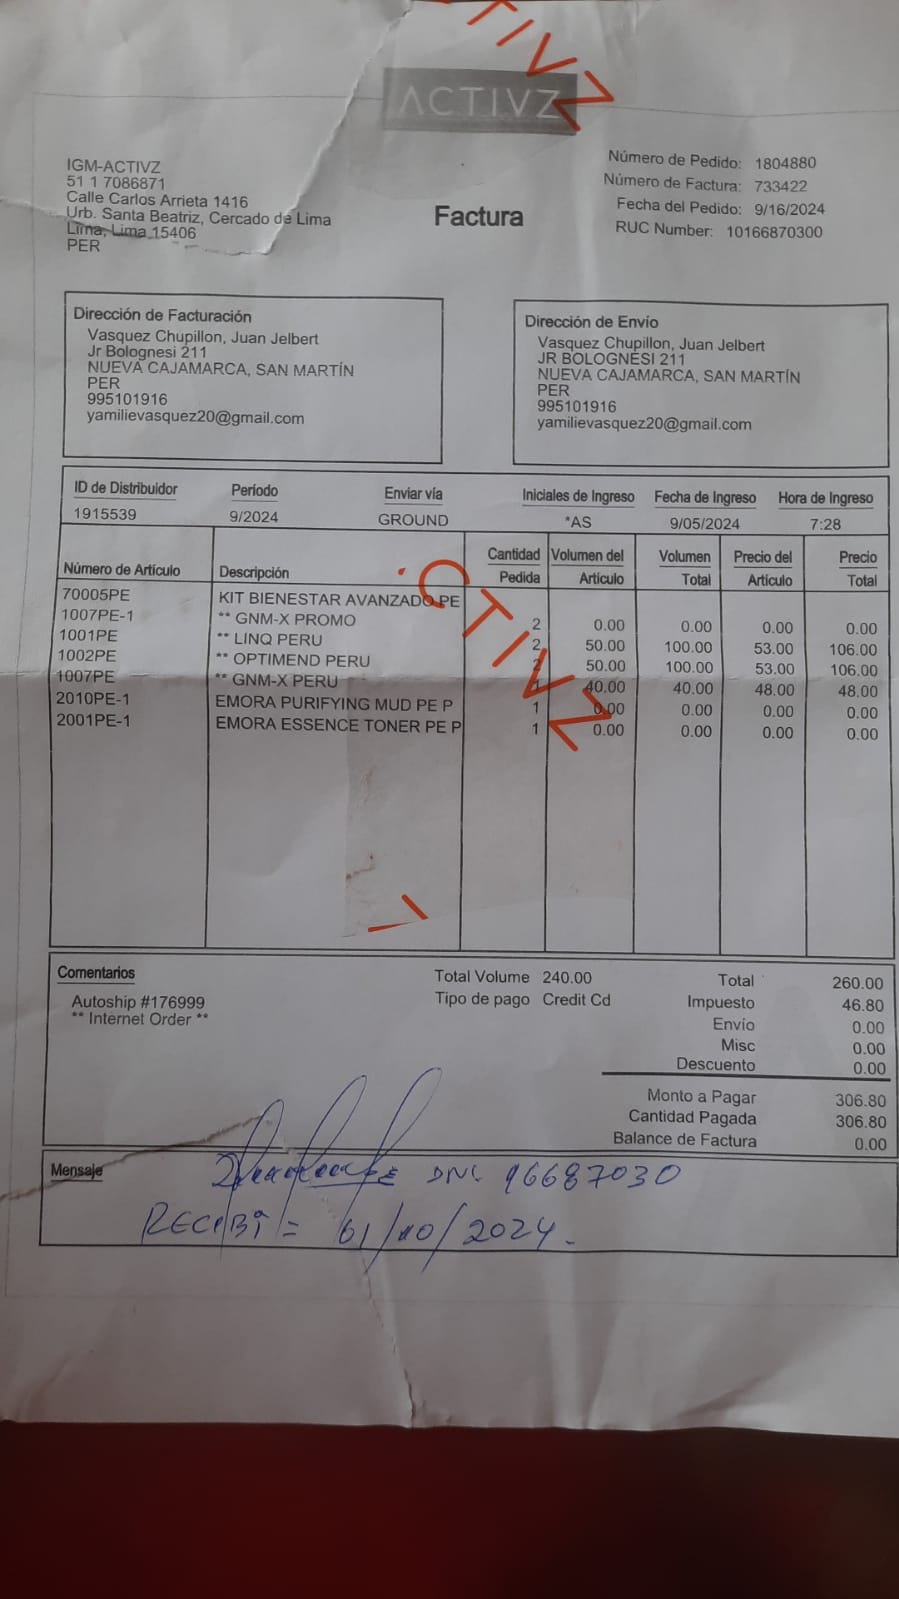 ACTIVZ
IGM-ACTIVZ
51 1 7086871
Calle Carlos Arrieta 1416
Urb. Santa Beatriz, Cercado de Lima
Lima, Lima 15406
PER
Factura
Número de Pedido: 1804880
Número de Factura: 733422
Fecha del Pedido: 9/16/2024
RUC Number: 10166870300
Dirección de Facturación
Vasquez Chupillon, Juan Jelbert
Jr Bolognesi 211
NUEVA CAJAMARCA, SAN MARTÍN
PER
995101916
yamilievasquez20@gmail.com
Dirección de Envío
Vasquez Chupillon, Juan Jelbert
JR BOLOGNESI 211
NUEVA CAJAMARCA, SAN MARTÍN
PER
995101916
yamilievasquez20@gmail.com
ID de Distribuidor Período Enviar vía Iniciales de Ingreso Fecha de Ingreso Hora de Ingreso
1915539 9/2024 GROUND *AS 9/05/2024 7:28
Número de Artículo Descripción Cantidad Pedida Volumen del Artículo Volumen Total Precio del Artículo Precio Total
70005PE KIT BIENESTAR AVANZADO PE 2 0.00 0.00 0.00 0.00
1007PE-1 ** GNM-X PROMO 2 50.00 100.00 53.00 106.00
1001PE ** LINQ PERU 2 50.00 100.00 53.00 106.00
1002PE ** OPTIMEND PERU 1 40.00 40.00 48.00 48.00
1007PE ** GNM-X PERU 1 0.00 0.00 0.00 0.00
2010PE-1 EMORA PURIFYING MUD PE P 1 0.00 0.00 0.00 0.00
2001PE-1 EMORA ESSENCE TONER PE P
Comentarios
Autoship #176999
** Internet Order **
Total Volume 240.00
Tipo de pago Credit Cd
Total 260.00
Impuesto 46.80
Envío 0.00
Misc 0.00
Descuento 0.00
Monto a Pagar 306.80
Cantidad Pagada 306.80
Balance de Factura 0.00
Mensaje
DNI. 96687030
RECIBÍ = 01/10/2024.